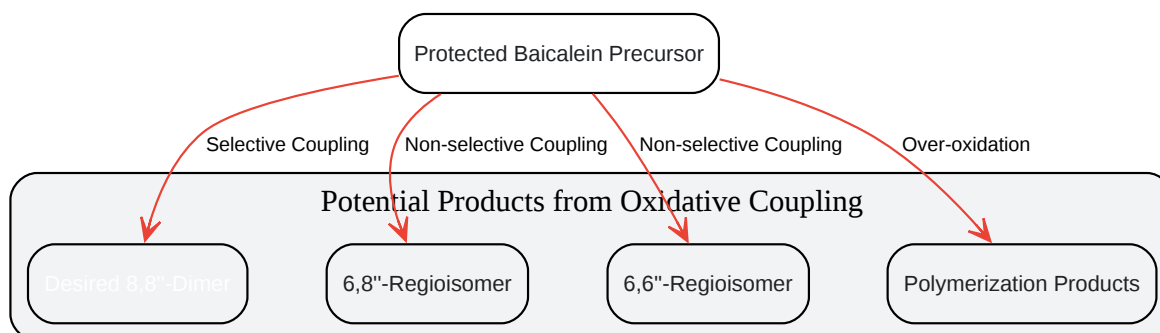 Protected Baicalein Precursor
Selective Coupling
Non-selective Coupling
Non-selective Coupling
Over-oxidation
Potential Products from Oxidative Coupling
Desired 8,8''-Dimer
6,8''-Regioisomer
6,6''-Regioisomer
Polymerization Products